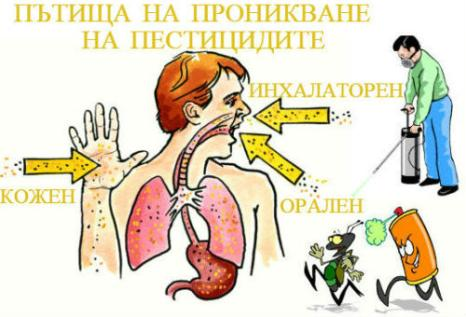 ПЪТИЩА НА ПРОНИКВАНЕ
НА ПЕСТИЦИДИТЕ
ИНХАЛАТОРЕН
КОЖЕН
ОРАЛЕН